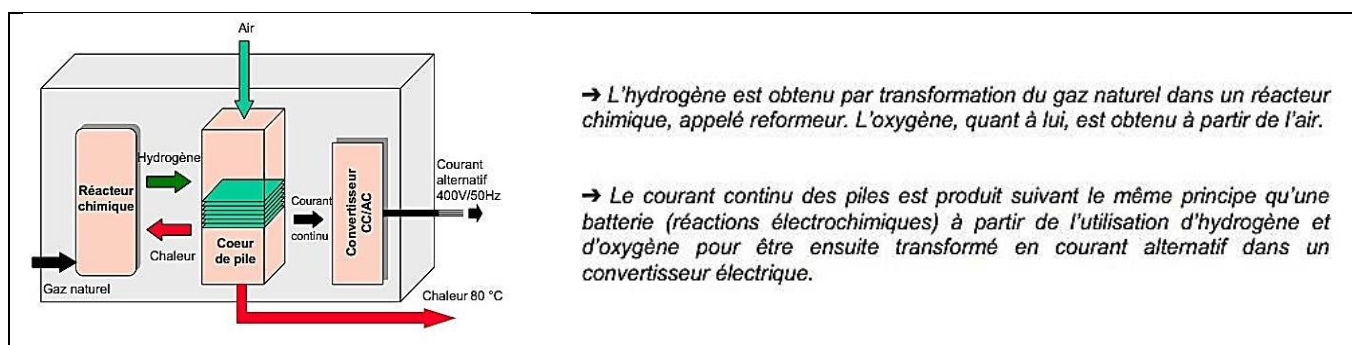 Air
Hydrogène
Réacteur
chimique
Chaleur
Gaz naturel
Coeur
de pile
Courant
continu
Convertisseur
CC/AC
Courant
alternatif
400V/50Hz
Chaleur 80 °C
➔ L'hydrogène est obtenu par transformation du gaz naturel dans un réacteur
chimique, appelé reformeur. L'oxygène, quant à lui, est obtenu à partir de l'air.
➔ Le courant continu des piles est produit suivant le même principe qu'une
batterie (réactions électrochimiques) à partir de l'utilisation d'hydrogène et
d'oxygène pour être ensuite transformé en courant alternatif dans un
convertisseur électrique.